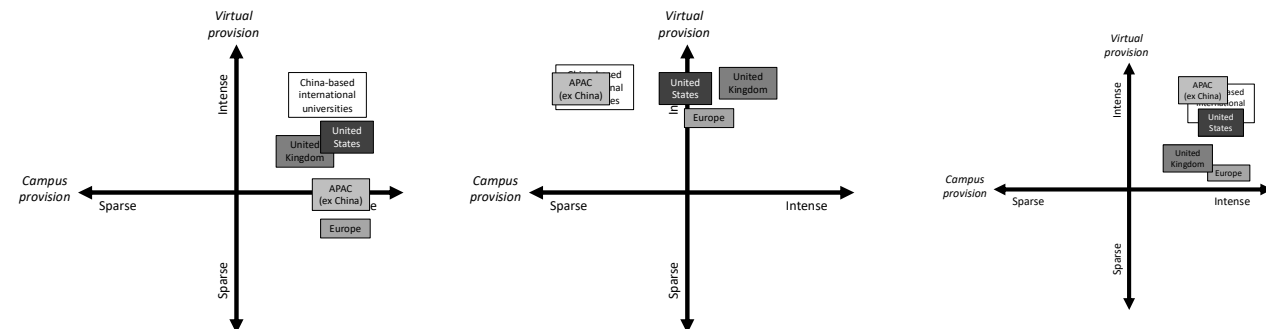 Virtual
provision
Intense
China-based
international
universities
United
States
United
Kingdom
Campus
provision
Sparse
APAC
(ex China)
Europe
Sparse
Virtual
provision
APAC
(ex China)
United
States
United
Kingdom
Europe
Campus
provision
Sparse
Intense
Sparse
Virtual
provision
Intense
APAC
(ex China)
United
States
United
Kingdom
Europe
Campus
provision
Sparse
Intense
Sparse